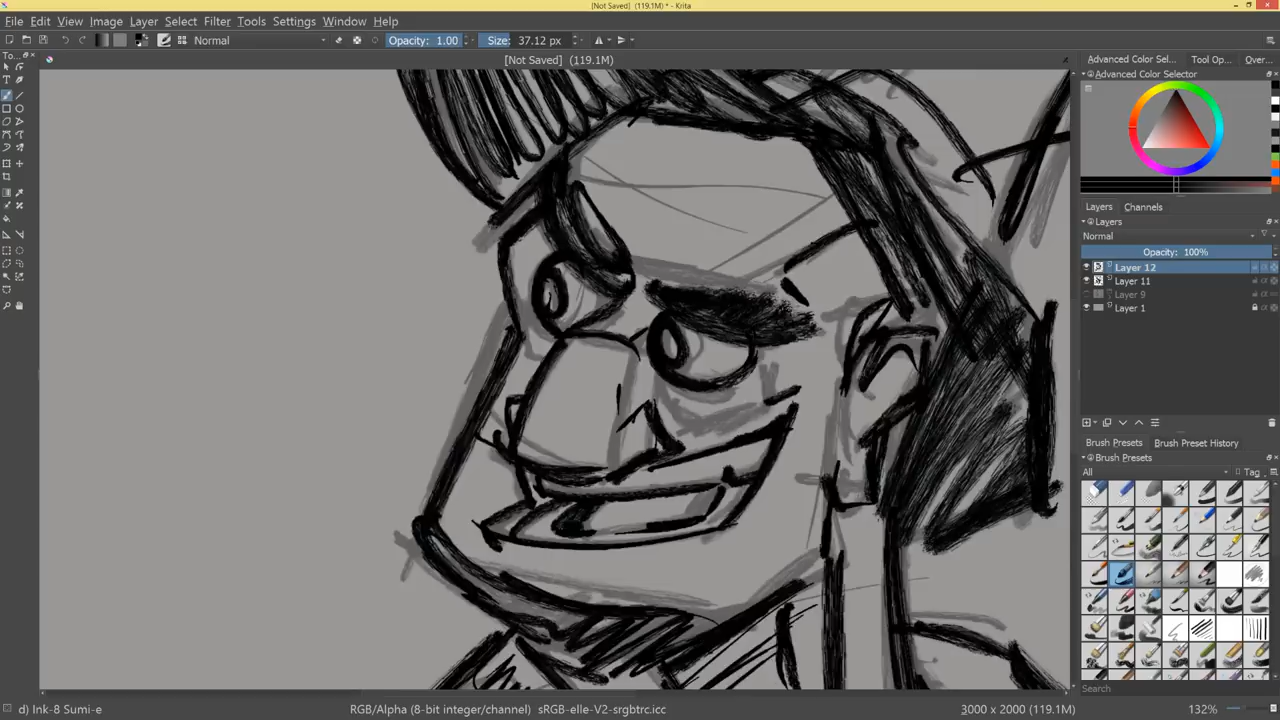 [Not Saved] (119.1M) * - Krita
File Edit View Image Layer Select Filter Tools Settings Window Help
Normal Opacity: 1.00 Size: 37.12 px
[Not Saved] (119.1M)
To...
Advanced Color Sel... Tool Op... Over...
Advanced Color Selector
Layers Channels
Layers
Normal
Opacity: 100%
Layer 12
Layer 11
Layer 9
Layer 1
Brush Presets Brush Preset History
Brush Presets
All Tag
Search
d) Ink-8 Sumi-e RGB/Alpha (8-bit integer/channel) sRGB-elle-V2-srgbtrc.icc 3000 x 2000 (119.1M) 132%